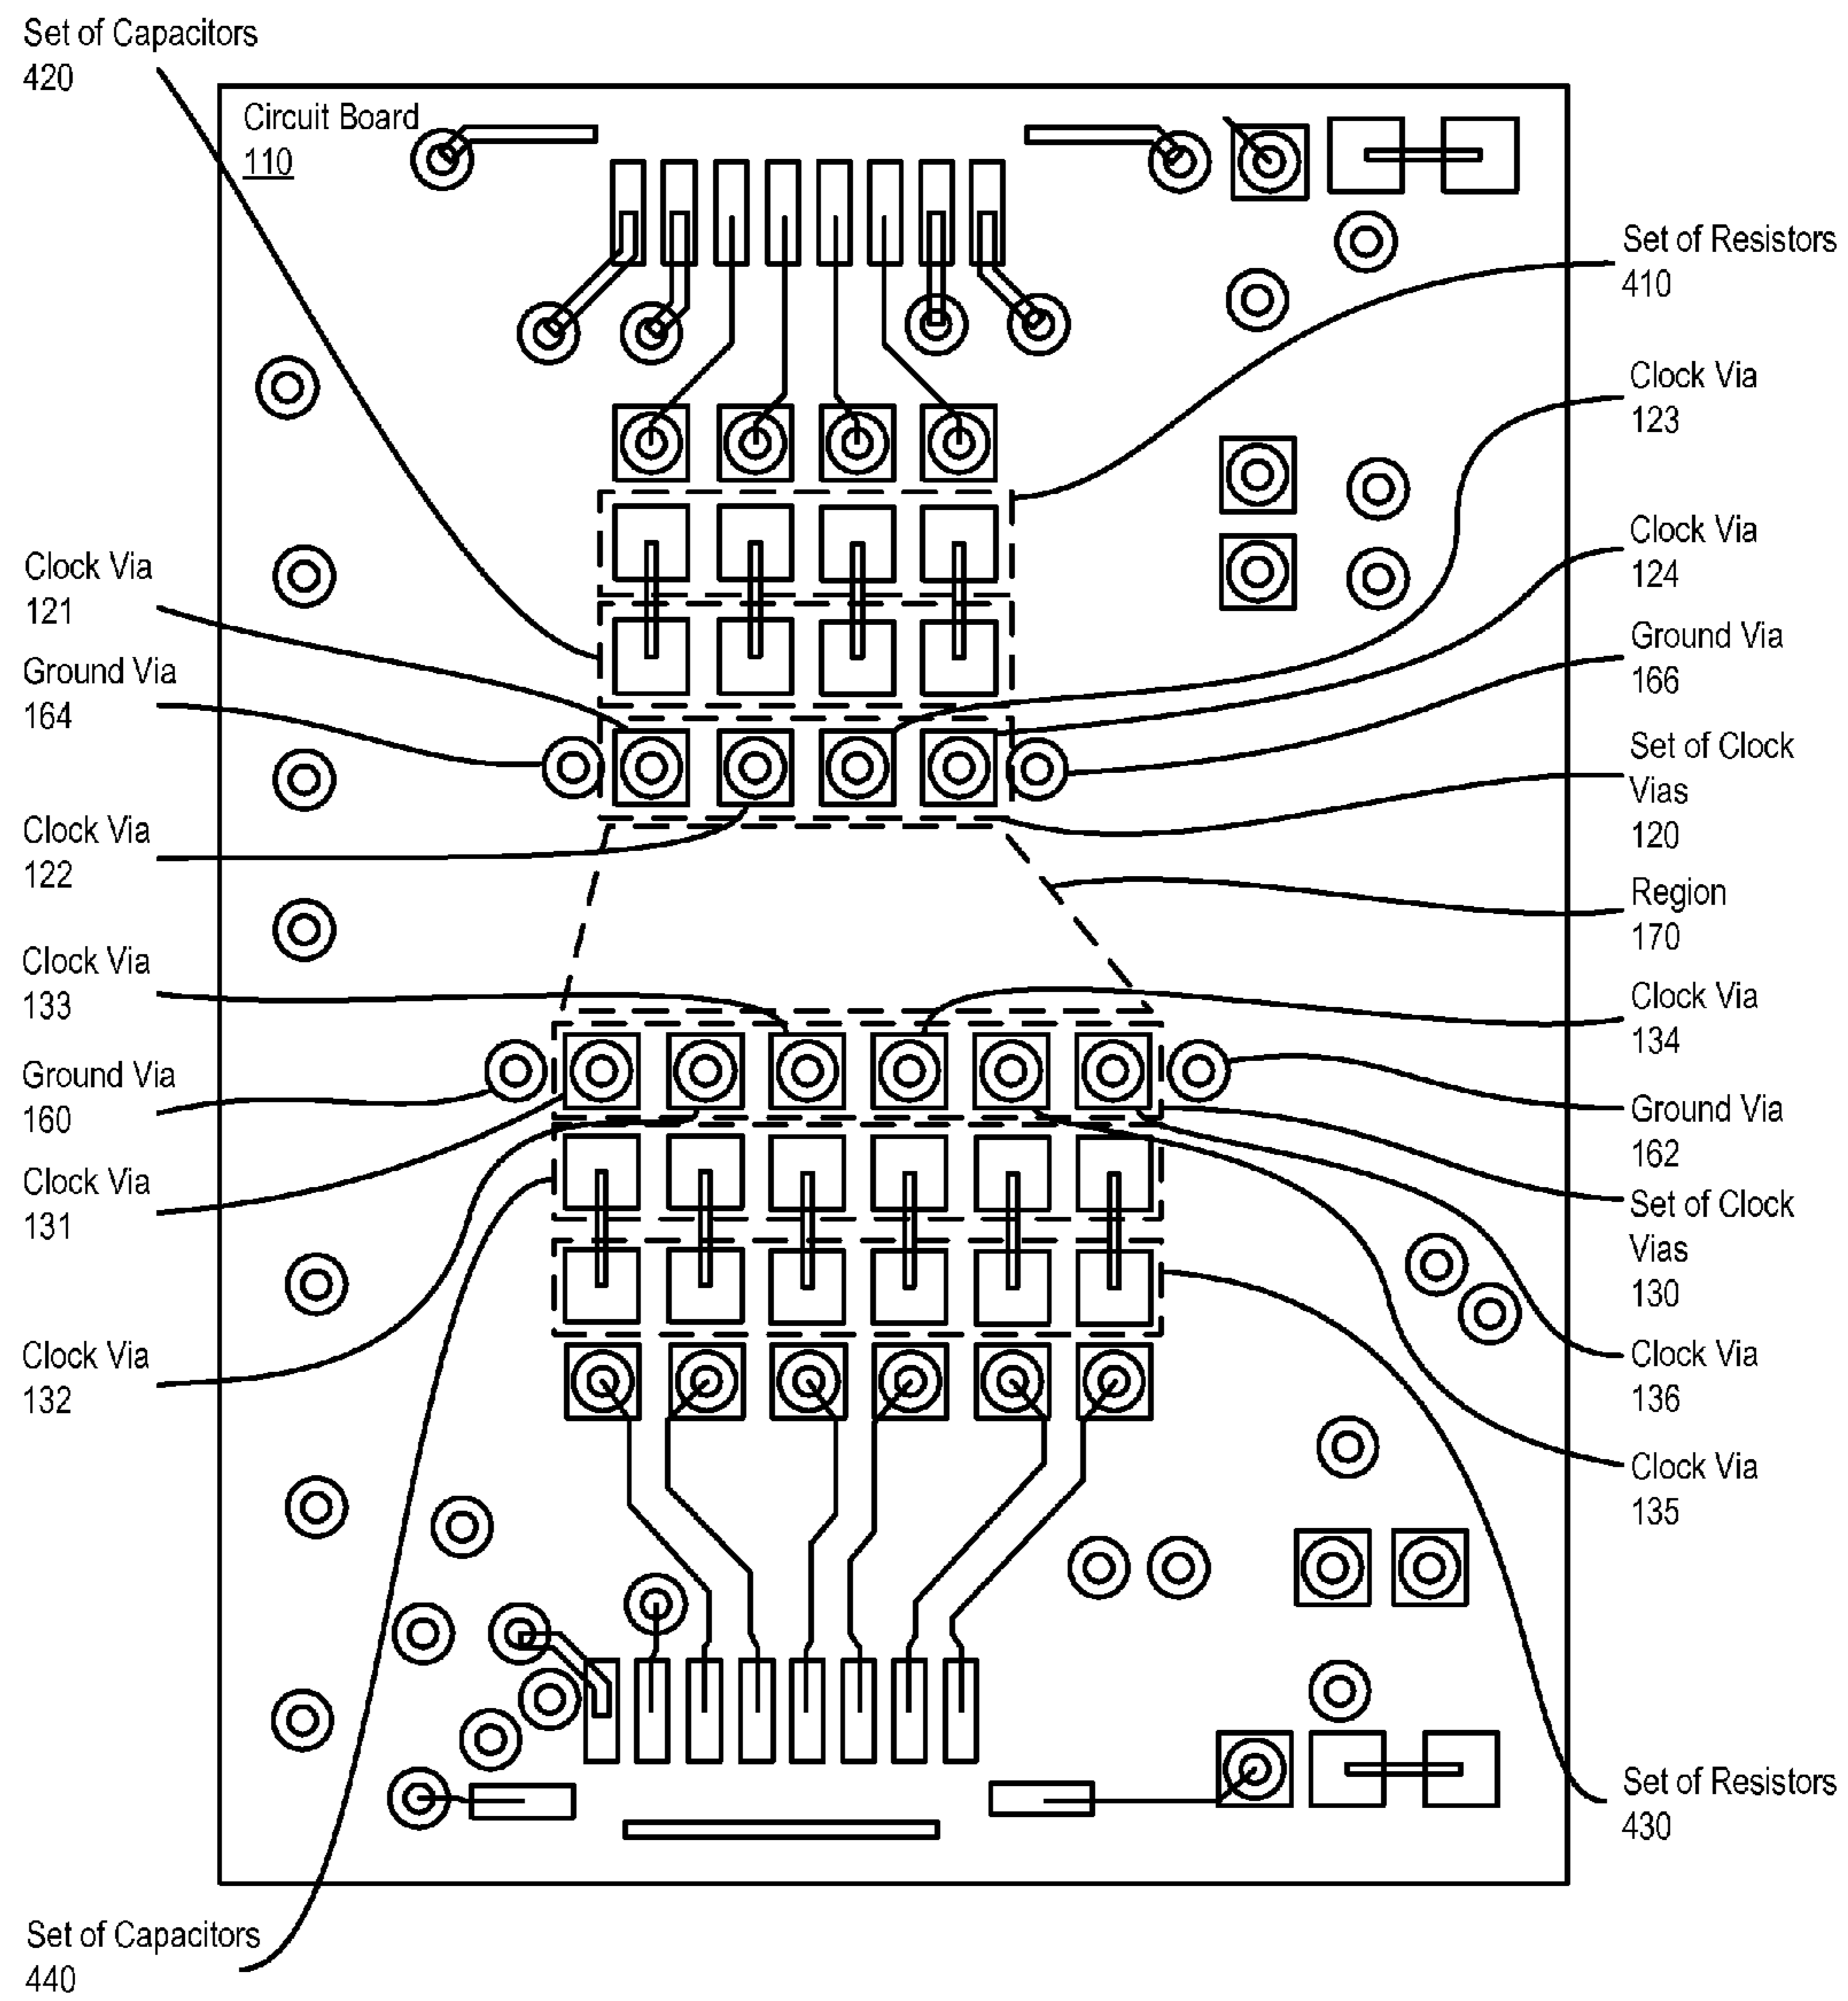 Set of Capacitors
420
Circuit Board
110
Set of Resistors
410
Clock Via
123
Clock Via
124
Clock Via
121
Ground Via
166
Ground Via
164
Set of Clock
Vias
120
Clock Via
122
Region
170
Clock Via
133
Clock Via
134
Ground Via
160
Ground Via
162
Clock Via
131
Set of Clock
Vias
130
Clock Via
132
Clock Via
136
Clock Via
135
Set of Resistors
430
Set of Capacitors
440